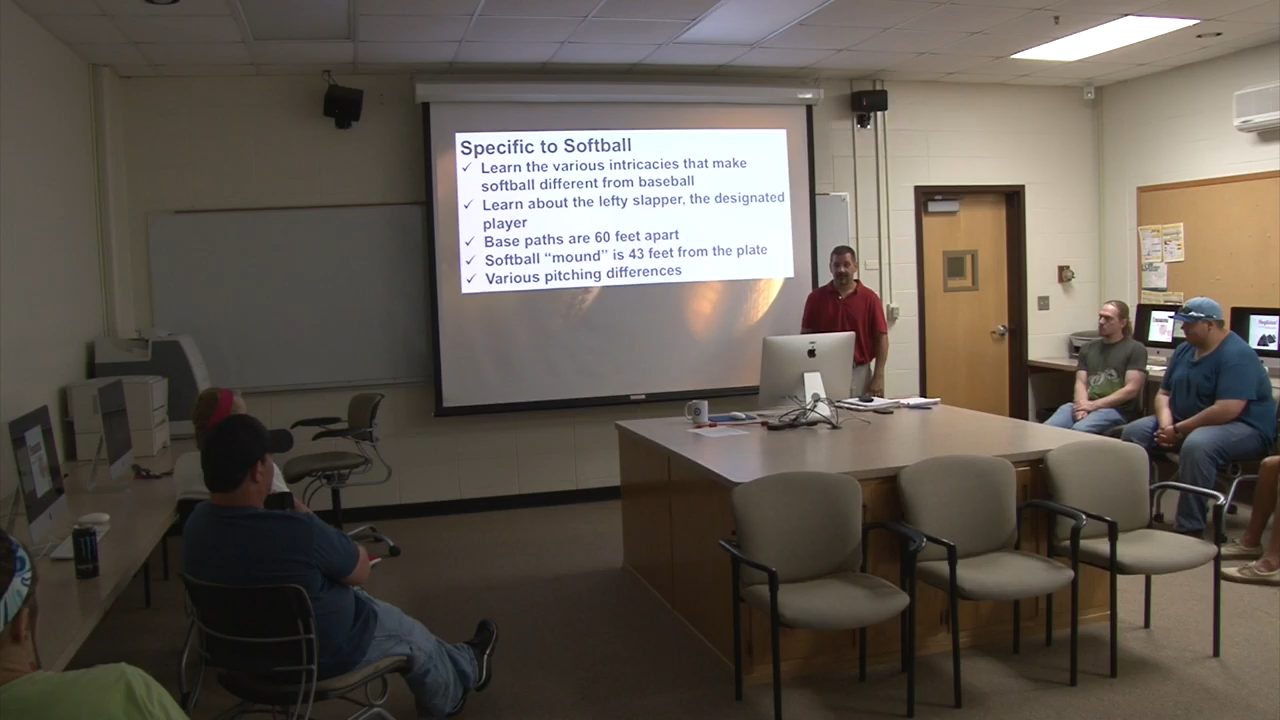 Specific to Softball
✓ Learn the various intricacies that make
softball different from baseball
✓ Learn about the lefty slapper, the designated
player
✓ Base paths are 60 feet apart
✓ Softball “mound” is 43 feet from the plate
✓ Various pitching differences